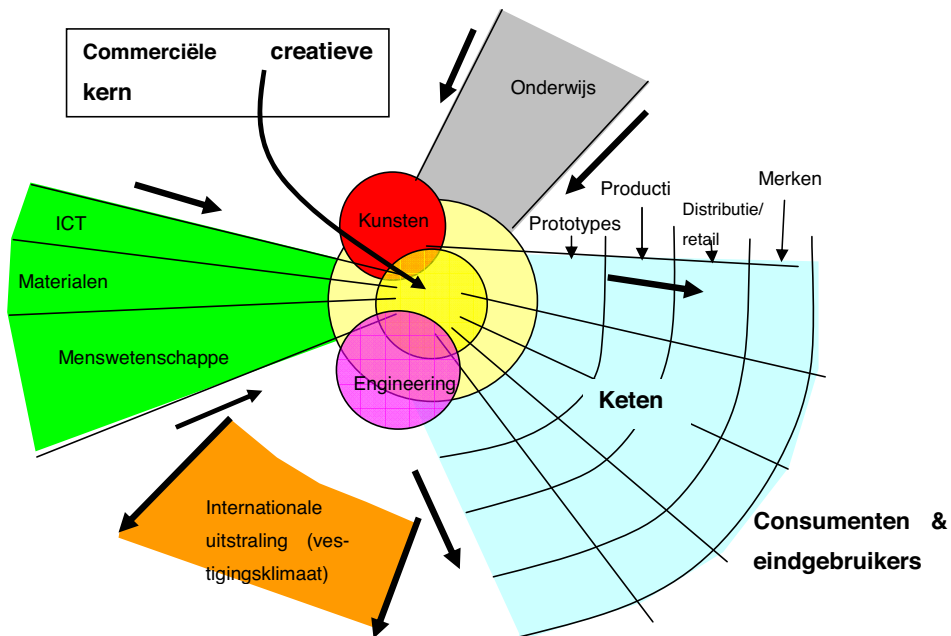 Commerciële creatieve
kern
Onderwijs
Kunsten
Prototypes
Producti
Distributie/
retail
Merken
ICT
Materialen
Menswetenschappe
Engineering
Keten
Internationale
uitstraling (ves-
tigingsklimaat)
Consumenten &
eindgebruikers